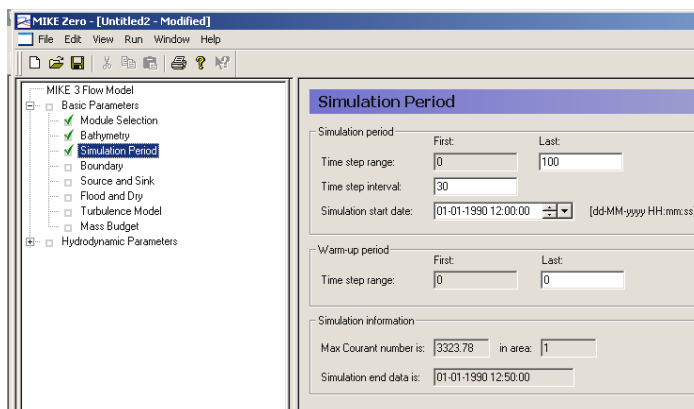 MIKE Zero - [Untitled2 - Modified]
File Edit View Run Window Help
MIKE 3 Flow Model
Basic Parameters
Module Selection
Bathymetry
Simulation Period
Boundary
Source and Sink
Flood and Dry
Turbulence Model
Mass Budget
Hydrodynamic Parameters
Simulation Period
Simulation period
First: Last:
Time step range: 0 100
Time step interval: 30
Simulation start date: 01-01-1990 12:00:00 [dd-MM-yyyy HH:mm:ss
Warm-up period
First: Last:
Time step range: 0 0
Simulation information
Max Courant number is: 3323.78 in area: 1
Simulation end data is: 01-01-1990 12:50:00